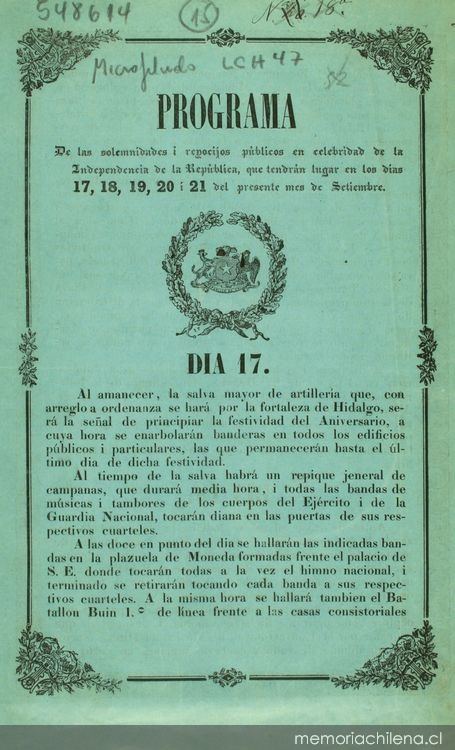 548614 (15)
Microfilmado LCH 47
PROGRAMA
De las solemnidades i regocijos públicos en celebridad de la
Independencia de la República, que tendrán lugar en los dias
17, 18, 19, 20 i 21 del presente mes de Setiembre.
DIA 17.
Al amanecer, la salva mayor de artillería que, con
arreglo a ordenanza se hará por la fortaleza de Hidalgo, se-
rá la señal de principiar la festividad del Aniversario, a
cuya hora se enarbolarán banderas en todos los edificios
públicos i particulares, las que permanecerán hasta el úl-
timo dia de dicha festividad.
Al tiempo de la salva habrá un repique jeneral de
campanas, que durará media hora, i todas las bandas de
músicas i tambores de los cuerpos del Ejército i de la
Guardia Nacional, tocarán diana en las puertas de sus res-
pectivos cuarteles.
A las doce en punto del dia se hallarán las indicadas ban-
das en la plazuela de Moneda formadas frente el palacio de
S. E. donde tocarán todas a la vez el himno nacional, i
terminado se retirarán tocando cada banda a sus respec-
tivos cuarteles. A la misma hora se hallará tambien el Ba-
tallon Buin 1.° de línea frente a las casas consistoriales
memoriachilena.cl